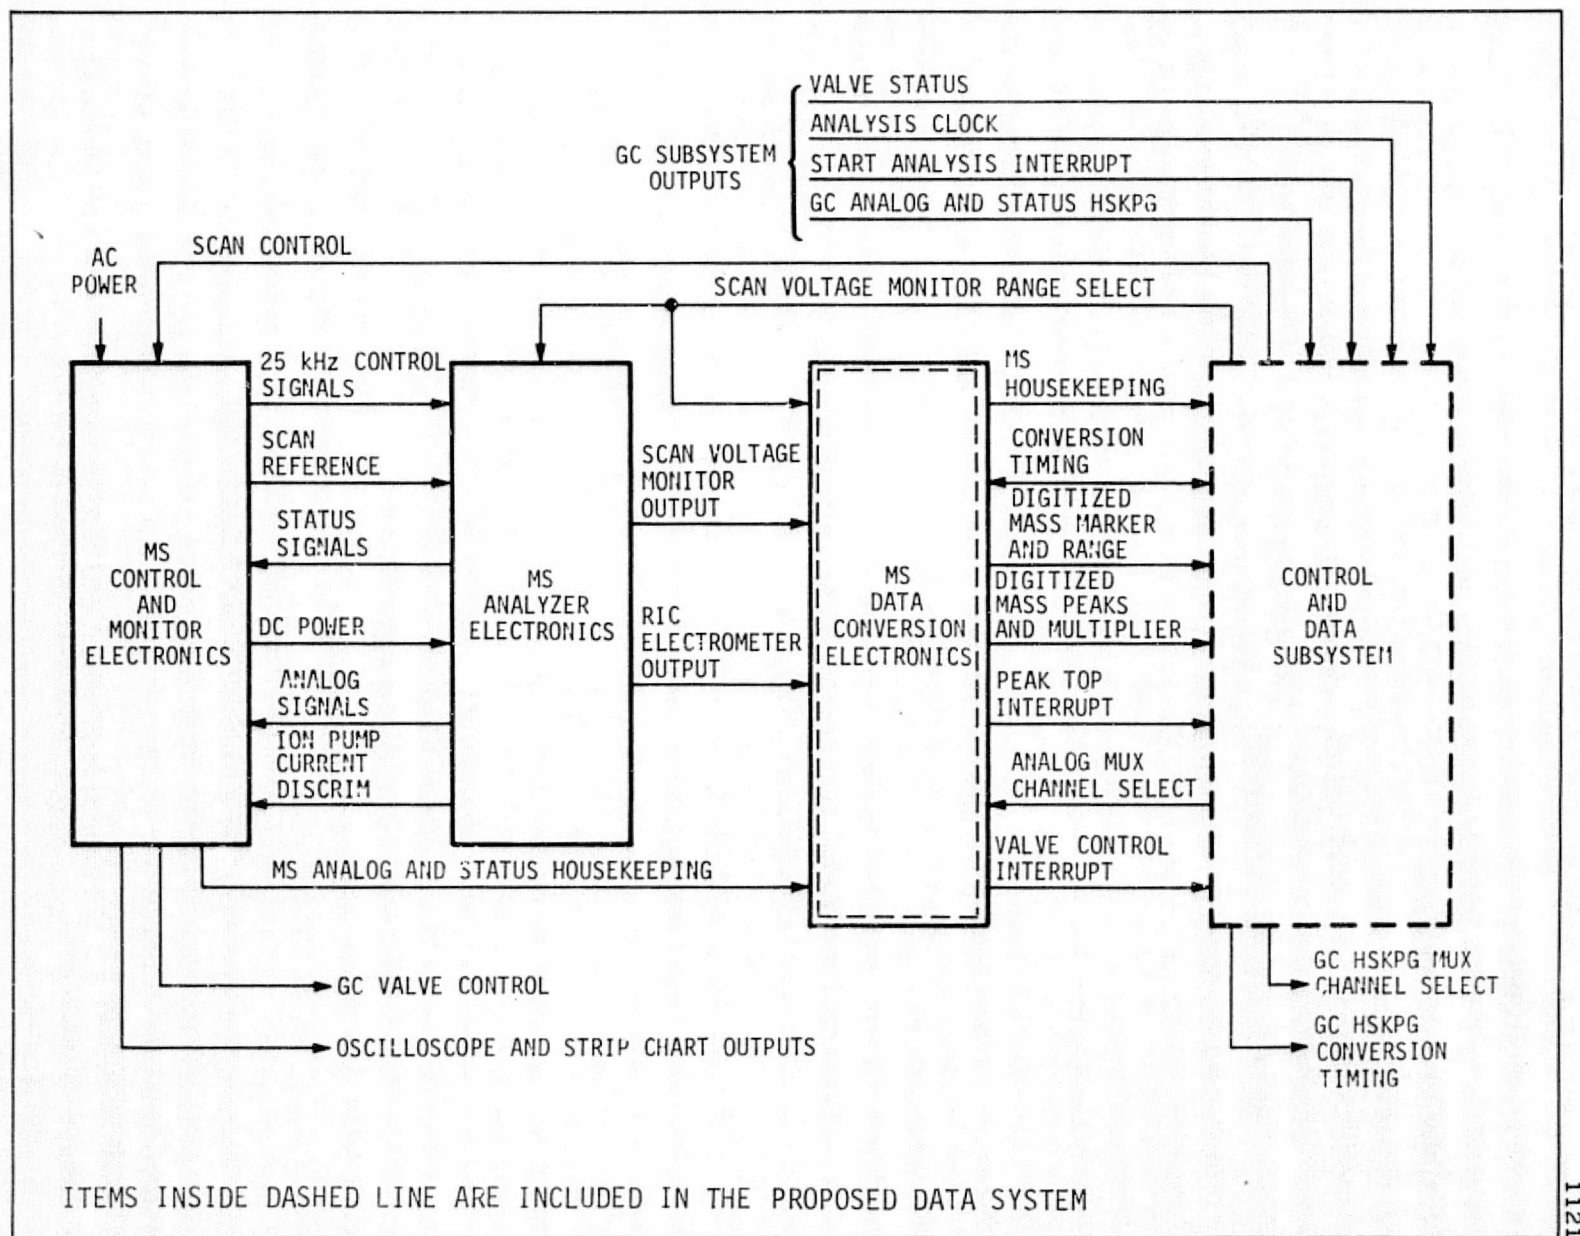 VALVE STATUS
ANALYSIS CLOCK
START ANALYSIS INTERRUPT
GC ANALOG AND STATUS HSKPG
GC SUBSYSTEM
OUTPUTS
SCAN CONTROL
AC
POWER
SCAN VOLTAGE MONITOR RANGE SELECT
25 kHz CONTROL
SIGNALS
SCAN
REFERENCE
STATUS
SIGNALS
DC POWER
ANALOG
SIGNALS
ION PUMP
CURRENT
DISCRIM
MS
CONTROL
AND
MONITOR
ELECTRONICS
MS
ANALYZER
ELECTRONICS
SCAN VOLTAGE
MONITOR
OUTPUT
RIC
ELECTROMETER
OUTPUT
MS
DATA
CONVERSION
ELECTRONICS
MS
HOUSEKEEPING
CONVERSION
TIMING
DIGITIZED
MASS MARKER
AND RANGE
DIGITIZED
MASS PEAKS
AND MULTIPLIER
PEAK TOP
INTERRUPT
ANALOG MUX
CHANNEL SELECT
VALVE CONTROL
INTERRUPT
CONTROL
AND
DATA
SUBSYSTEM
MS ANALOG AND STATUS HOUSEKEEPING
GC VALVE CONTROL
OSCILLOSCOPE AND STRIP CHART OUTPUTS
GC HSKPG MUX
CHANNEL SELECT
GC HSKPG
CONVERSION
TIMING
ITEMS INSIDE DASHED LINE ARE INCLUDED IN THE PROPOSED DATA SYSTEM
1121